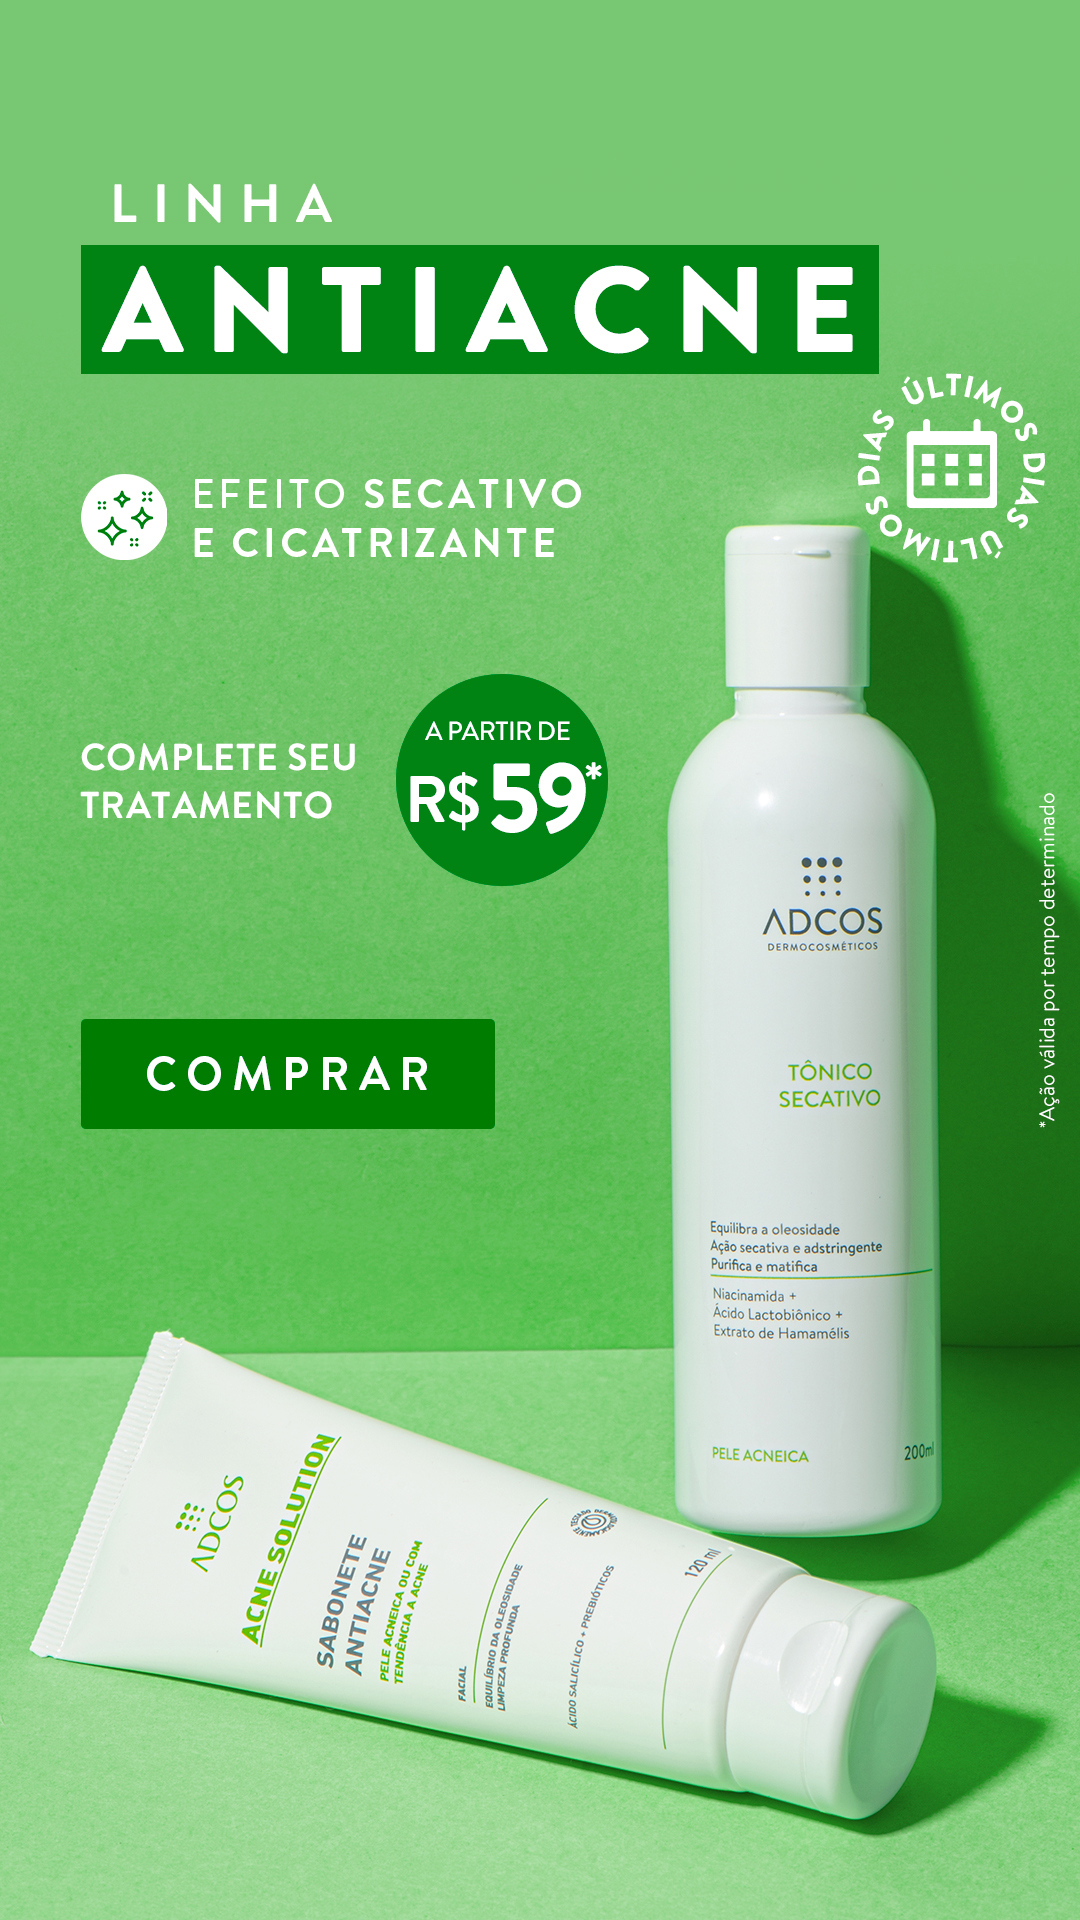 LINHA
ANTIACNE
ÚLTIMOS DIAS ÚLTIMOS DIAS
EFEITO SECATIVO
E CICATRIZANTE
COMPLETE SEU
TRATAMENTO
A PARTIR DE
R$ 59*
COMPRAR
*Ação válida por tempo determinado
ADCOS
DERMOCOSMÉTICOS
TÔNICO
SECATIVO
Equilibra a oleosidade
Ação secativa e adstringente
Purifica e matifica
Niacinamida +
Ácido Lactobiônico +
Extrato de Hamamélis
PELE ACNEICA
200ml
ADCOS
ACNE SOLUTION
SABONETE
ANTIACNE
PELE ACNEICA OU COM
TENDÊNCIA A ACNE
FACIAL
EQUILÍBRIO DA OLEOSIDADE
LIMPEZA PROFUNDA
ÁCIDO SALICÍLICO + PREBIÓTICOS
120 ml